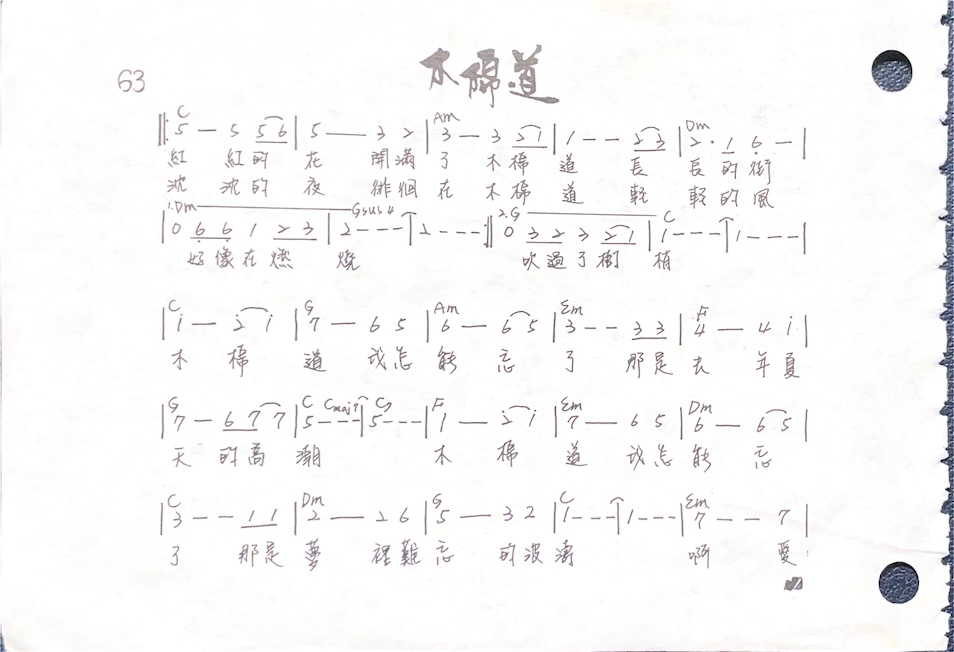 63
木棉道
C Am Dm
‖: 5 — 5 5 6 | 5 — 3 2 | 3 — 3 2 1 | 1 - - 2 3 | 2 · 1 6 — |
紅 紅的 在 開滿了 木棉 道 長 長的街
沈 沈的 夜 徘徊在 木棉 道 輕 輕的風
1. Dm Gsus4 2. G C
| 0 6 6 1 2 3 | 2 - - - | 2 - - - :‖ 0 3 2 3 2 1 | 1 - - - | 1 - - - |
好像在燃 燒 吹過了樹 梢
C G Am Em F
| i — 2 i | 7 — 6 5 | 6 — 6 5 | 3 - - 3 3 | 4 — 4 i |
木 棉 道 我怎 能 忘 了 那是 去 年夏
G C Cmaj7 C7 F Em Dm
7 — 6 7 7 | 5 - - - | 5 - - - | i — 2 i | 7 — 6 5 | 6 — 6 5 |
天 的高 潮 木 棉 道 我怎 能 忘
C Dm G C Em
| 3 - - 1 1 | 2 — 2 6 | 5 — 3 2 | 1 - - - | 1 - - - | 7 - - 7 |
了 那是 夢 裡難 忘 的波 濤 啊 愛